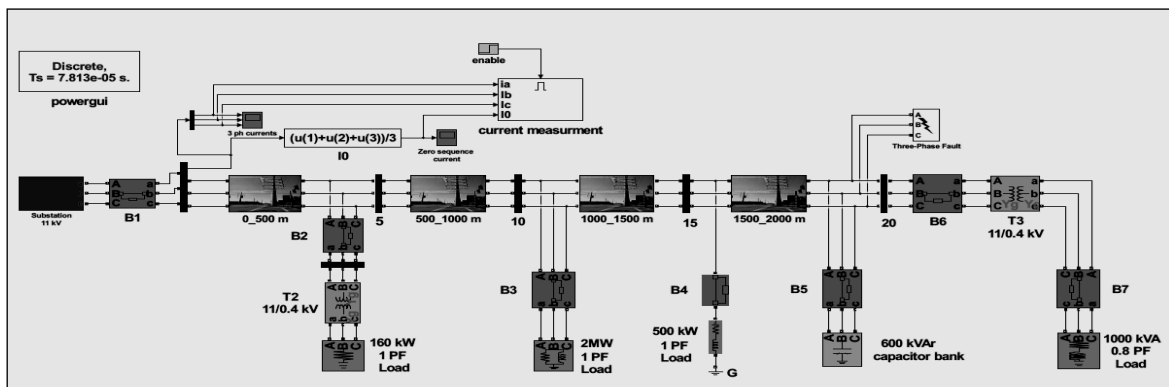 Discrete,
Ts = 7.813e-05 s.
powergui
enable
Ia
Ib
Ic
I0
current measurment
3 ph currents
(u(1)+u(2)+u(3))/3
I0
Zero sequence
current
A
B
C
Three-Phase Fault
Substation
11 kV
A a
B b
C c
B1
0_500 m
5
500_1000 m
10
1000_1500 m
15
1500_2000 m
20
A a
B b
C c
B6
A a
B b
C c
T3
11/0.4 kV
B2
A B C
a b c
T2
11/0.4 kV
A B C
a b c
A B C
160 kW
1 PF
Load
B3
A B C
a b c
A B C
2MW
1 PF
Load
B4
500 kW
1 PF
Load
G
B5
A B C
a b c
A B C
600 kVAr
capacitor bank
B7
C B A
c b a
C B A
1000 kVA
0.8 PF
Load